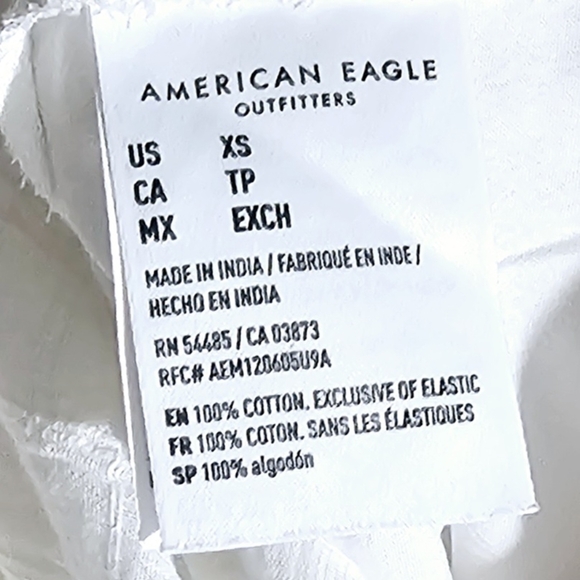 AMERICAN EAGLE
OUTFITTERS
US XS
CA TP
MX EXCH
MADE IN INDIA / FABRIQUÉ EN INDE /
HECHO EN INDIA
RN 54485 / CA 03873
RFC# AEM120605U9A
EN 100% COTTON. EXCLUSIVE OF ELASTIC
FR 100% COTON. SANS LES ÉLASTIQUES
SP 100% algodón